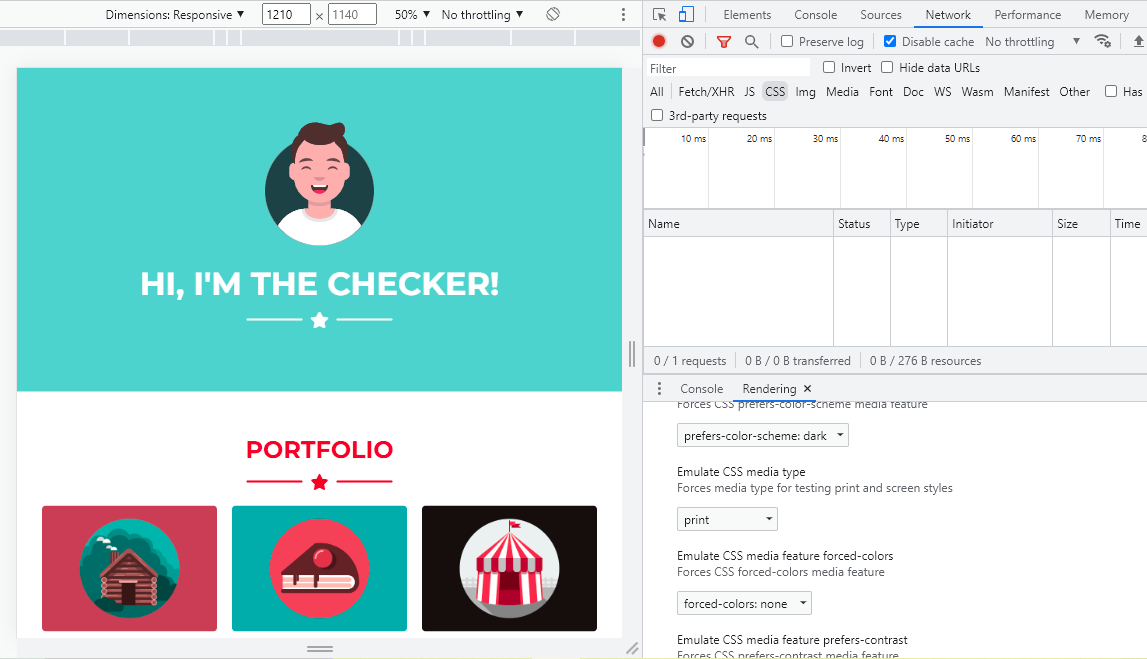 Dimensions: Responsive ▼ 1210 × 1140 50% ▼ No throttling ▼
HI, I'M THE CHECKER!
PORTFOLIO
Elements Console Sources Network Performance Memory
Preserve log Disable cache No throttling ▼
Filter Invert Hide data URLs
All Fetch/XHR JS CSS Img Media Font Doc WS Wasm Manifest Other Has
3rd-party requests
10 ms 20 ms 30 ms 40 ms 50 ms 60 ms 70 ms 8
Name Status Type Initiator Size Time
0 / 1 requests 0 B / 0 B transferred 0 B / 276 B resources
Console Rendering ×
Forces CSS prefers-color-scheme media feature
prefers-color-scheme: dark
Emulate CSS media type
Forces media type for testing print and screen styles
print
Emulate CSS media feature forced-colors
Forces CSS forced-colors media feature
forced-colors: none
Emulate CSS media feature prefers-contrast
Forces CSS prefers-contrast media feature